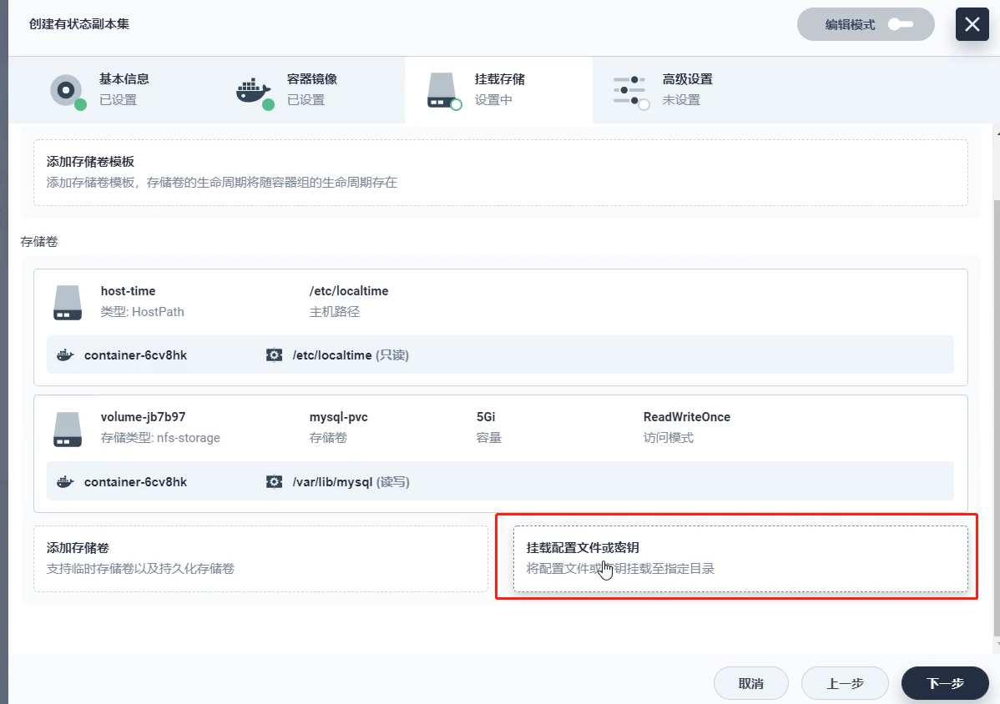 创建有状态副本集
编辑模式
基本信息
已设置
容器镜像
已设置
挂载存储
设置中
高级设置
未设置
添加存储卷模板
添加存储卷模板，存储卷的生命周期将随容器组的生命周期存在
存储卷
host-time
类型: HostPath
/etc/localtime
主机路径
container-6cv8hk
/etc/localtime (只读)
volume-jb7b97
存储类型: nfs-storage
mysql-pvc
存储卷
5Gi
容量
ReadWriteOnce
访问模式
container-6cv8hk
/var/lib/mysql (读写)
添加存储卷
支持临时存储卷以及持久化存储卷
挂载配置文件或密钥
将配置文件或密钥挂载至指定目录
取消
上一步
下一步